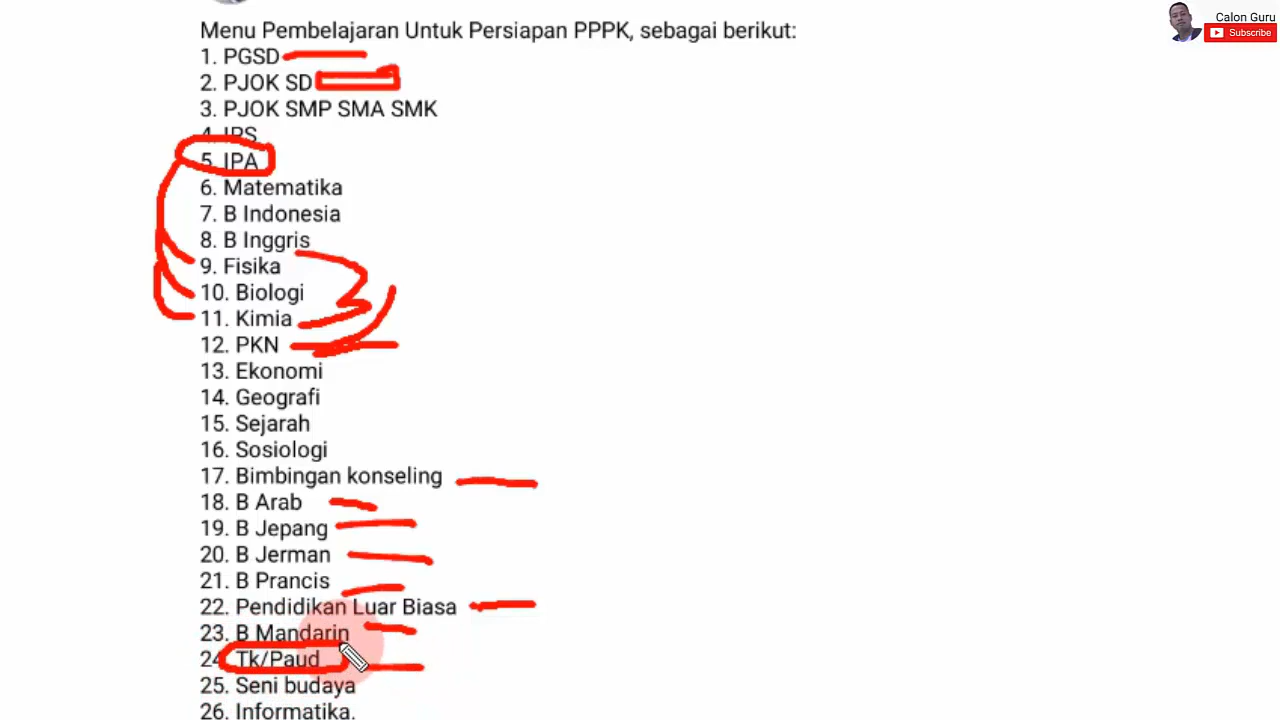 Calon Guru
Subscribe
Menu Pembelajaran Untuk Persiapan PPPK, sebagai berikut:
1. PGSD
2. PJOK SD
3. PJOK SMP SMA SMK
4. IPS
5. IPA
6. Matematika
7. B Indonesia
8. B Inggris
9. Fisika
10. Biologi
11. Kimia
12. PKN
13. Ekonomi
14. Geografi
15. Sejarah
16. Sosiologi
17. Bimbingan konseling
18. B Arab
19. B Jepang
20. B Jerman
21. B Prancis
22. Pendidikan Luar Biasa
23. B Mandarin
24 Tk/Paud
25. Seni budaya
26. Informatika.